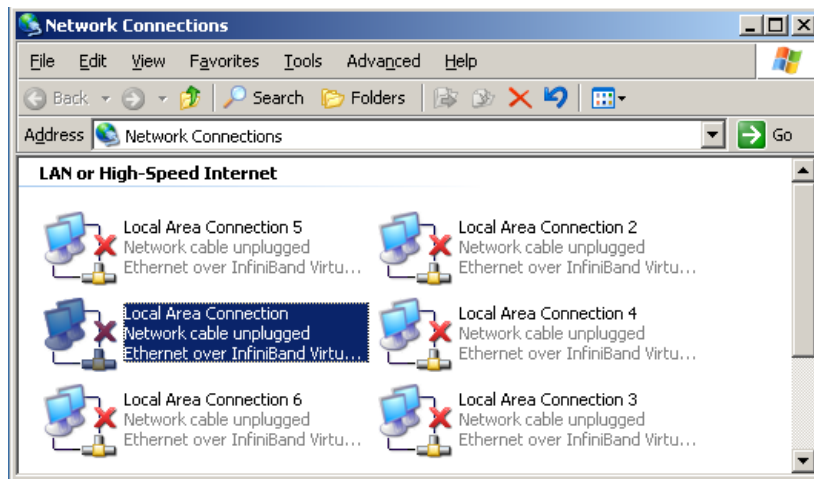 Network Connections
File Edit View Favorites Tools Advanced Help
Back Search Folders
Address Network Connections Go
LAN or High-Speed Internet
Local Area Connection 5
Network cable unplugged
Ethernet over InfiniBand Virtu...
Local Area Connection 2
Network cable unplugged
Ethernet over InfiniBand Virtu...
Local Area Connection
Network cable unplugged
Ethernet over InfiniBand Virtu...
Local Area Connection 4
Network cable unplugged
Ethernet over InfiniBand Virtu...
Local Area Connection 6
Network cable unplugged
Ethernet over InfiniBand Virtu...
Local Area Connection 3
Network cable unplugged
Ethernet over InfiniBand Virtu...